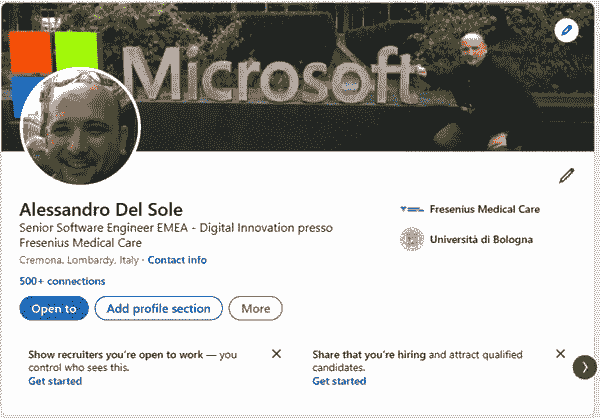 Microsoft
Alessandro Del Sole
Senior Software Engineer EMEA - Digital Innovation presso
Fresenius Medical Care
Cremona, Lombardy, Italy · Contact info
500+ connections
Fresenius Medical Care
Università di Bologna
Open to
Add profile section
More
Show recruiters you're open to work — you
control who sees this.
Get started
Share that you're hiring and attract qualified
candidates.
Get started